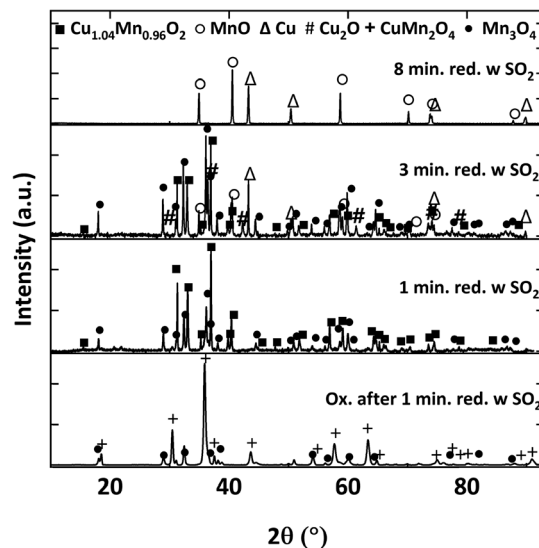 ■ Cu1.04Mn0.96O2 ○ MnO Δ Cu # Cu2O + CuMn2O4 ● Mn3O4
8 min. red. w SO2
3 min. red. w SO2
1 min. red. w SO2
Ox. after 1 min. red. w SO2
Intensity (a.u.)
20 40 60 80
2θ (°)